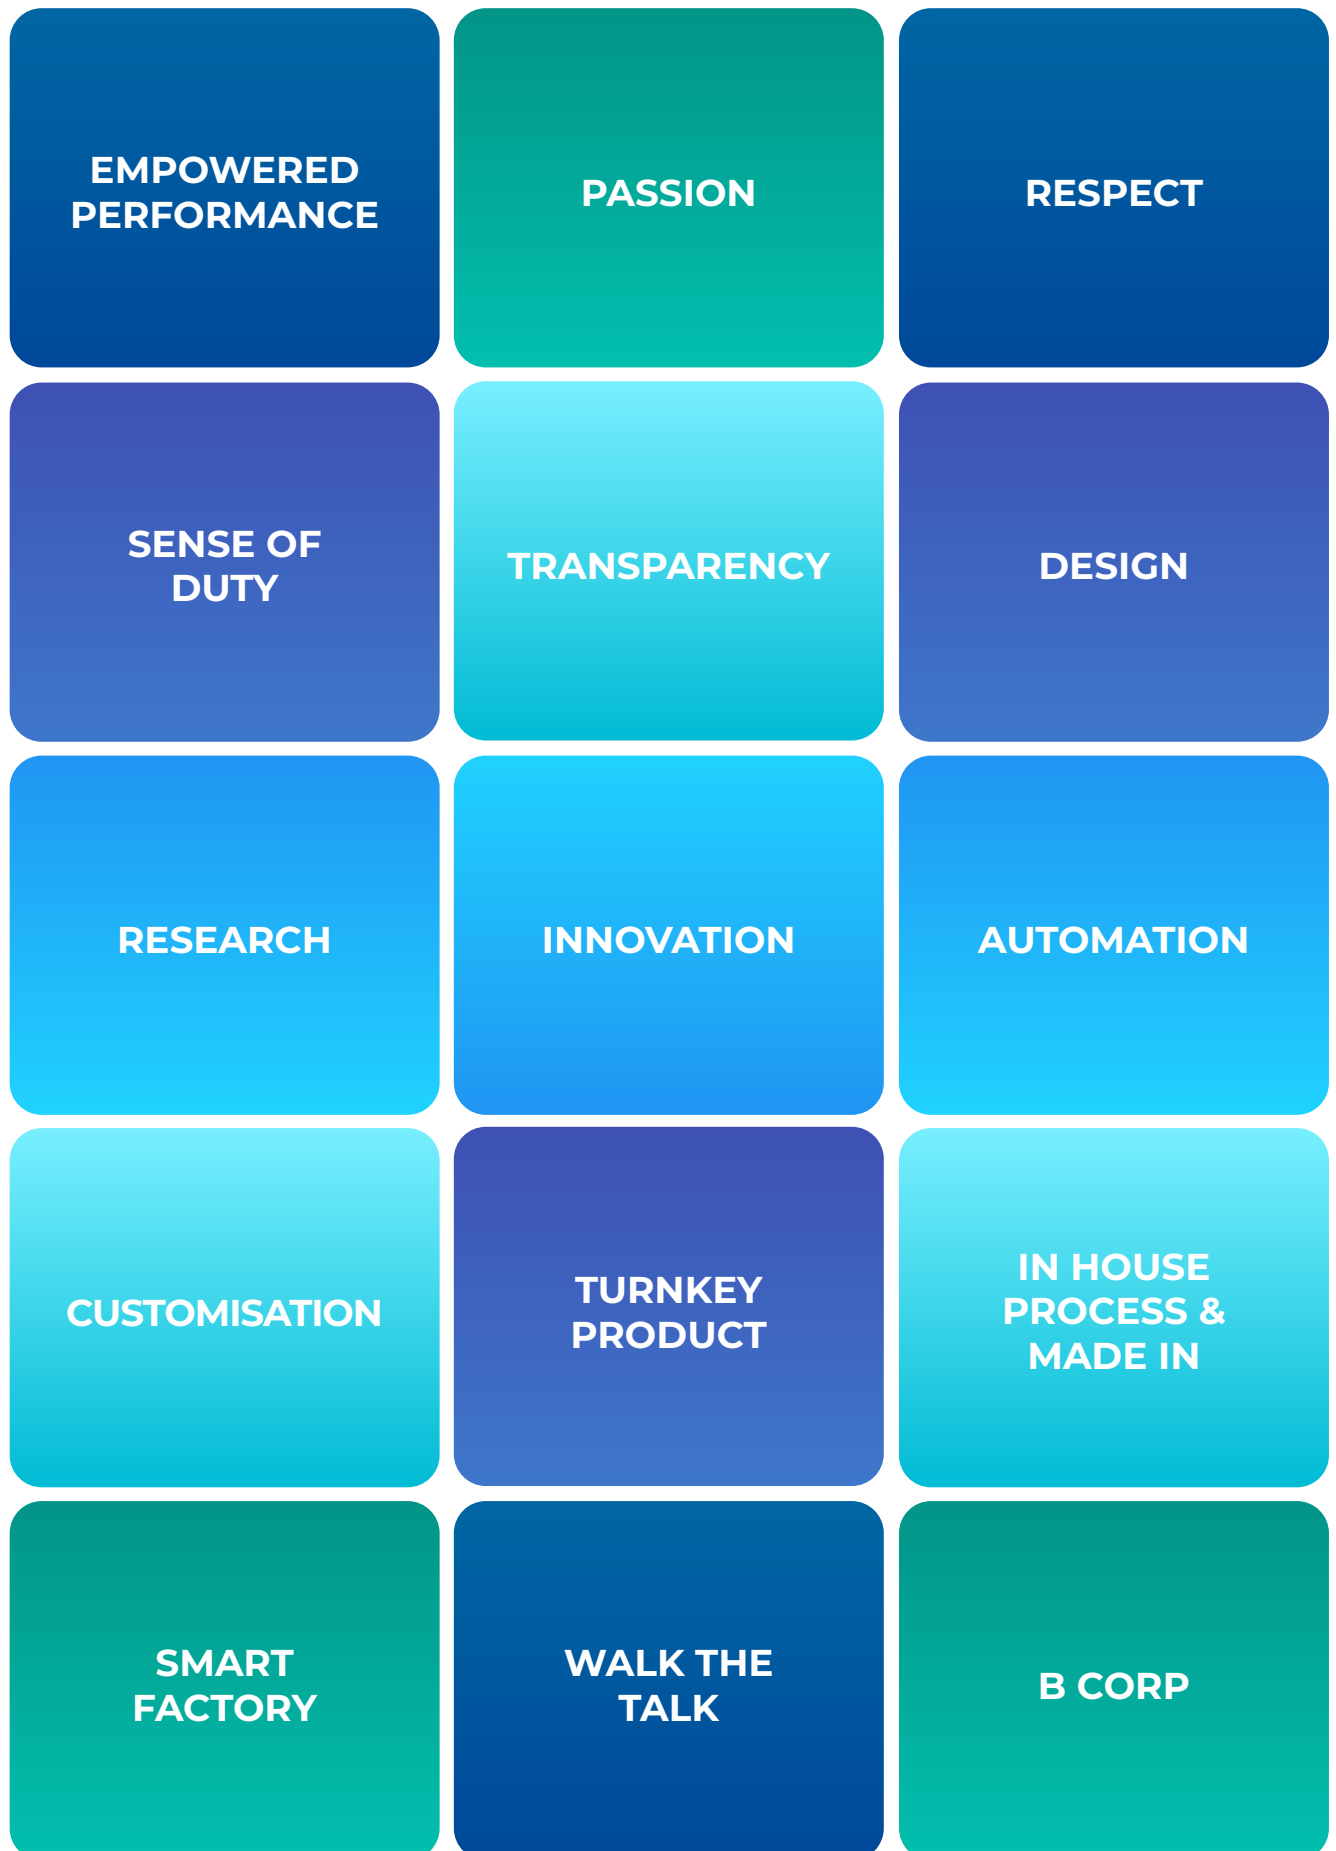 EMPOWERED
PERFORMANCE
PASSION
RESPECT
SENSE OF
DUTY
TRANSPARENCY
DESIGN
RESEARCH
INNOVATION
AUTOMATION
CUSTOMISATION
TURNKEY
PRODUCT
IN HOUSE
PROCESS &
MADE IN
SMART
FACTORY
WALK THE
TALK
B CORP